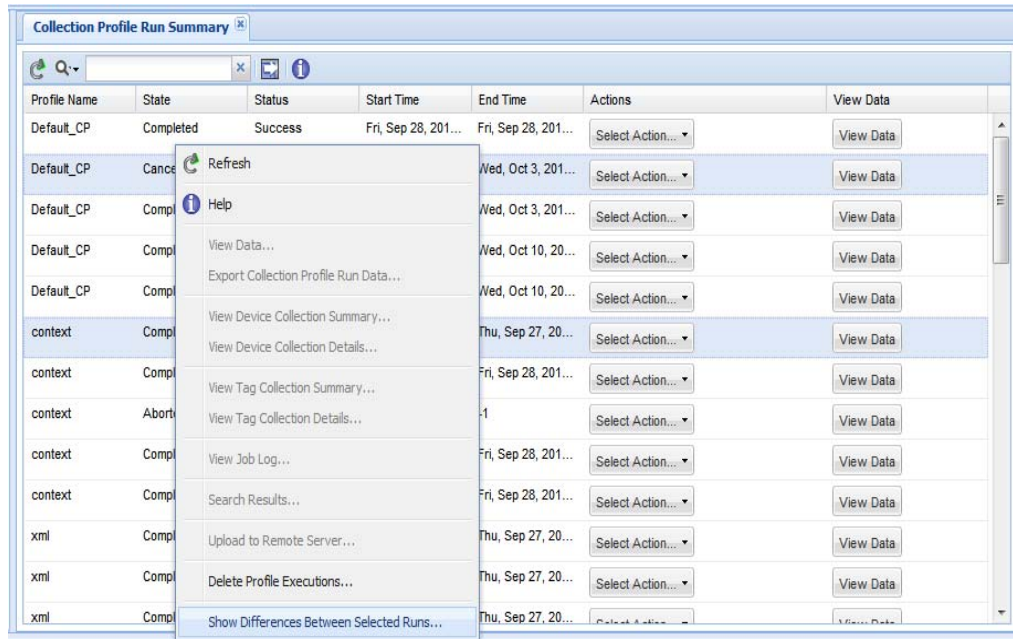 Collection Profile Run Summary
Profile Name State Status Start Time End Time Actions View Data
Default_CP Completed Success Fri, Sep 28, 201... Fri, Sep 28, 201... Select Action... View Data
Default_CP Cance Wed, Oct 3, 201... Select Action... View Data
Default_CP Compl Wed, Oct 3, 201... Select Action... View Data
Default_CP Compl Wed, Oct 10, 20... Select Action... View Data
Default_CP Compl Wed, Oct 10, 20... Select Action... View Data
context Compl Thu, Sep 27, 20... Select Action... View Data
context Compl Fri, Sep 28, 201... Select Action... View Data
context Aborte -1 Select Action... View Data
context Compl Fri, Sep 28, 201... Select Action... View Data
context Compl Fri, Sep 28, 201... Select Action... View Data
xml Compl Thu, Sep 27, 20... Select Action... View Data
xml Compl Thu, Sep 27, 20... Select Action... View Data
xml Compl Thu, Sep 27, 20... Select Action... View Data
Refresh
Help
View Data...
Export Collection Profile Run Data...
View Device Collection Summary...
View Device Collection Details...
View Tag Collection Summary...
View Tag Collection Details...
View Job Log...
Search Results...
Upload to Remote Server...
Delete Profile Executions...
Show Differences Between Selected Runs...